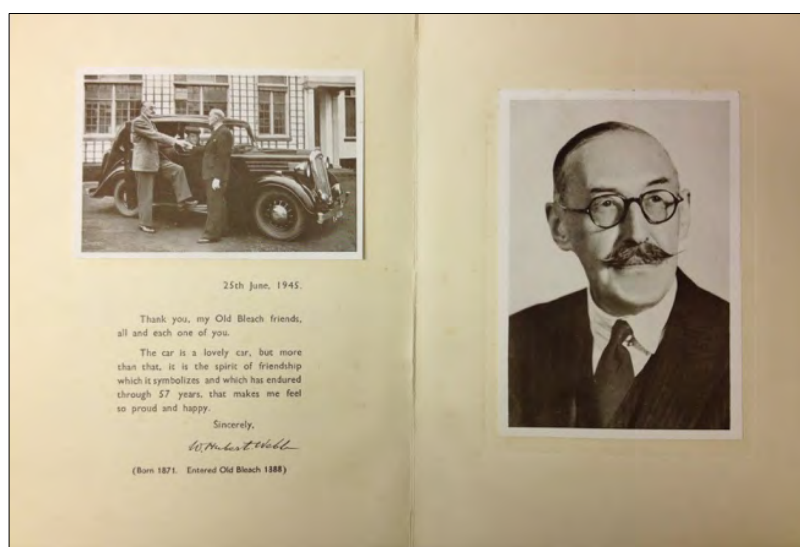 25th June, 1945.
Thank you, my Old Bleach friends,
all and each one of you.
The car is a lovely car, but more
than that, it is the spirit of friendship
which it symbolizes and which has endured
through 57 years, that makes me feel
so proud and happy.
Sincerely,
W. Hubert Webb
(Born 1871. Entered Old Bleach 1888)